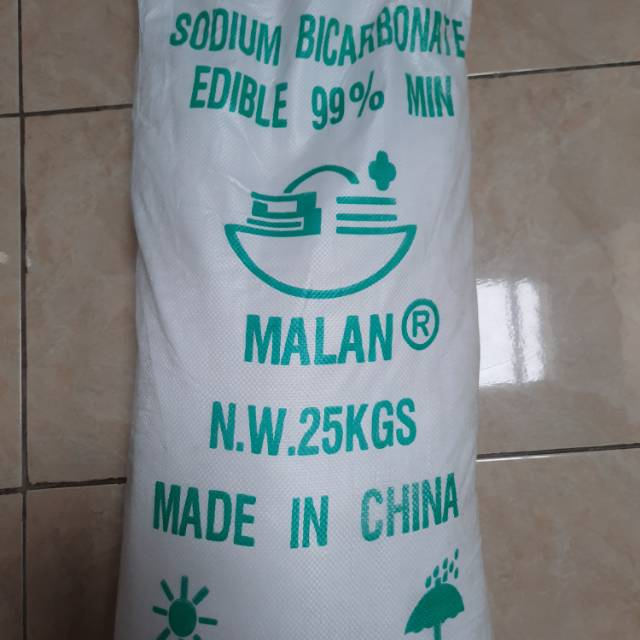 SODIUM BICARBONATE
EDIBLE 99% MIN
MALAN®
N.W.25KGS
MADE IN CHINA